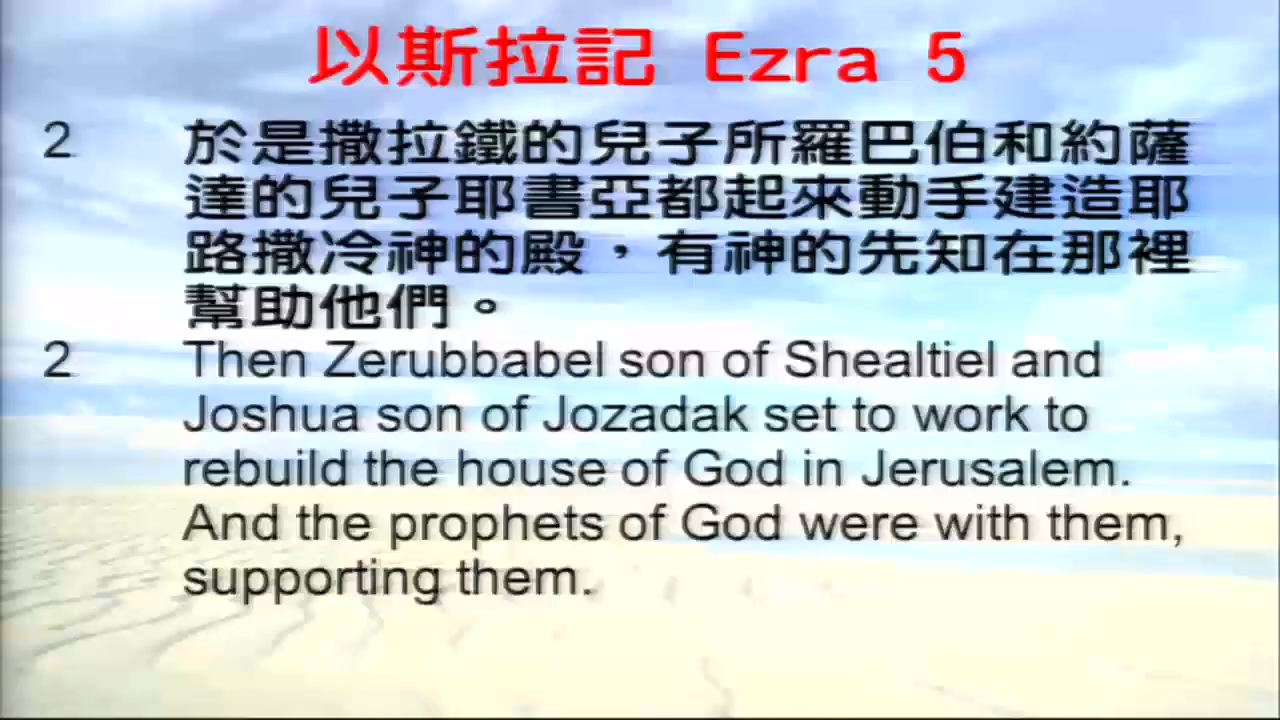 以斯拉記 Ezra 5
2 於是撒拉鐵的兒子所羅巴伯和約薩
達的兒子耶書亞都起來動手建造耶
路撒冷神的殿，有神的先知在那裡
幫助他們。
2 Then Zerubbabel son of Shealtiel and
Joshua son of Jozadak set to work to
rebuild the house of God in Jerusalem.
And the prophets of God were with them,
supporting them.